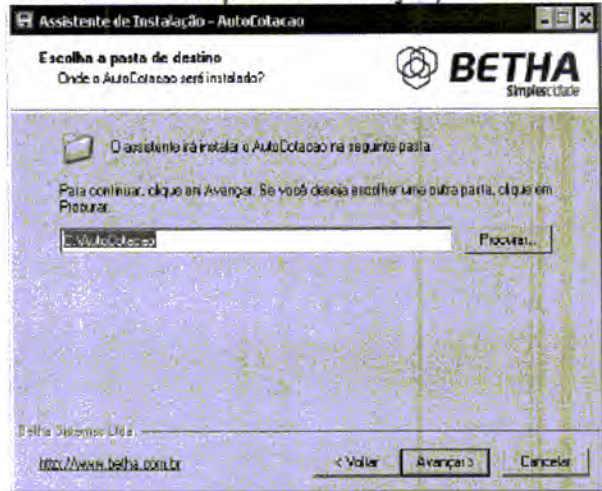 Assistente de Instalação - AutoCotacao
Escolha a pasta de destino
Onde o AutoCotacao será instalado?
BETHA
Simplescidade
O assistente irá instalar o AutoCotacao na seguinte pasta.
Para continuar, clique em Avançar. Se você deseja escolher uma outra pasta, clique em
Procurar.
C:\AutoCotacao
Procurar...
Betha Sistemas Ltda.
http://www.betha.com.br
< Voltar
Avançar >
Cancelar